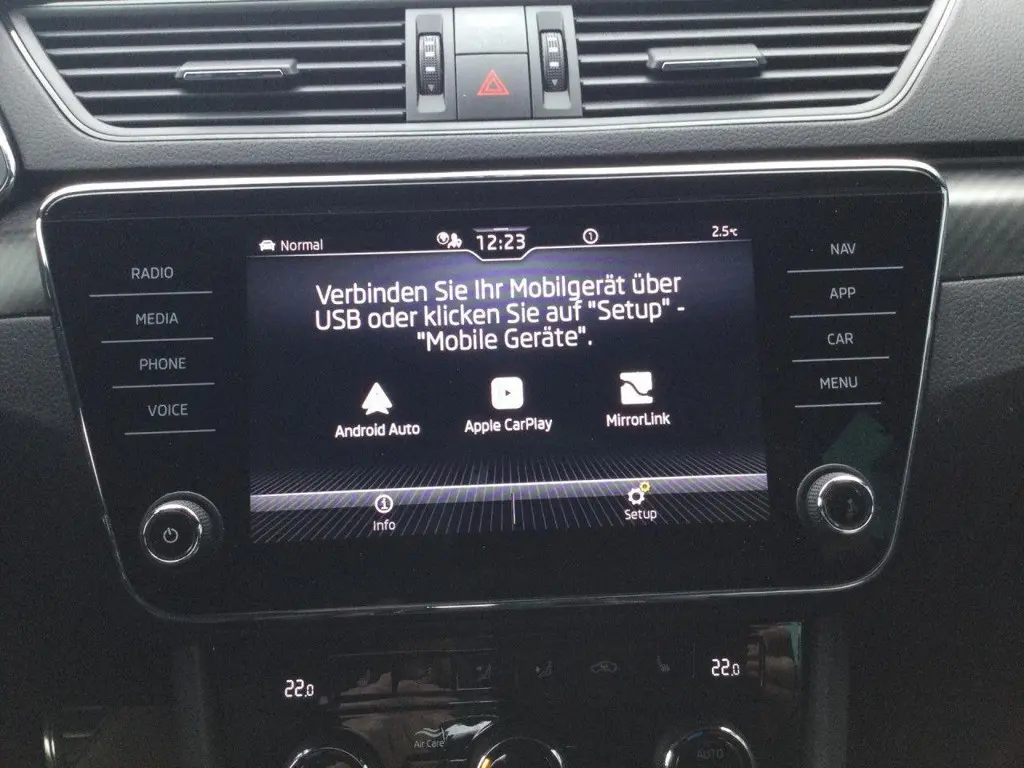 Normal
12:23
1
2.5°C
RADIO
MEDIA
PHONE
VOICE
Verbinden Sie Ihr Mobilgerät über
USB oder klicken Sie auf "Setup" -
"Mobile Geräte".
Android Auto
Apple CarPlay
MirrorLink
Info
Setup
NAV
APP
CAR
MENU
22.0
22.0
Air Care
AUTO